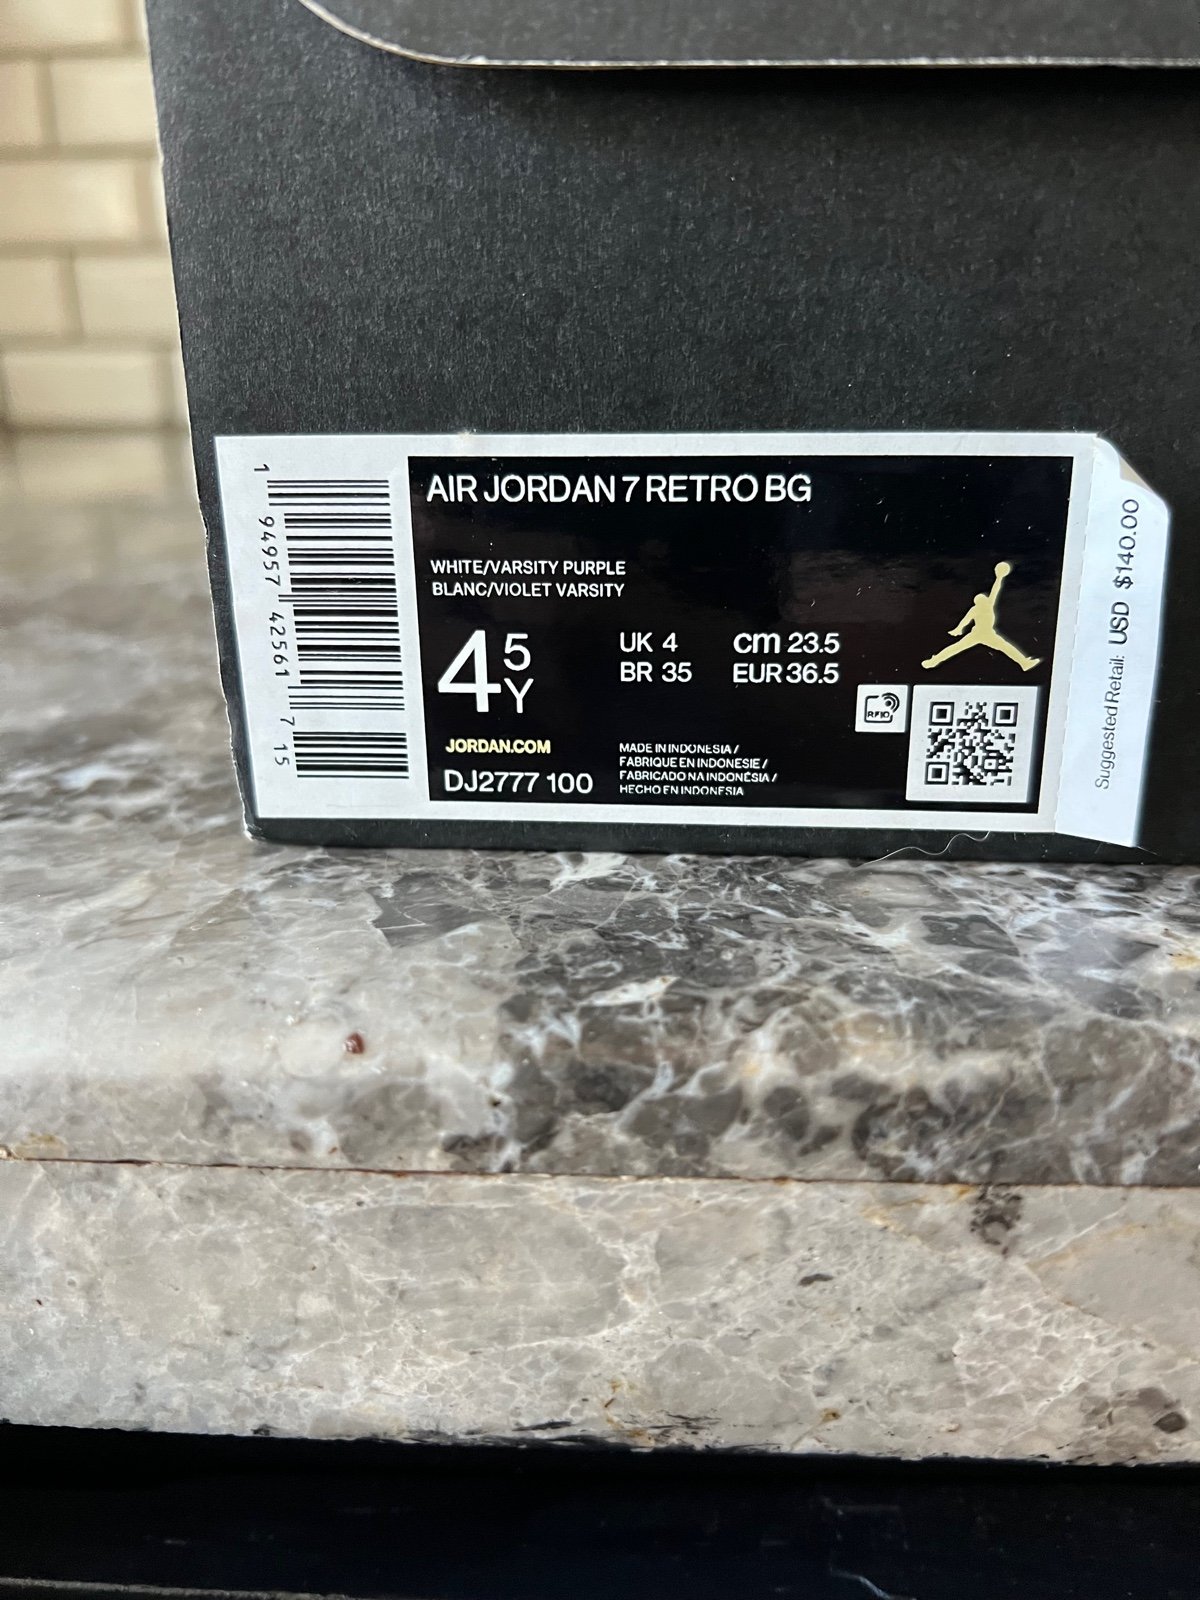 1 94957 42561 7 15
AIR JORDAN 7 RETRO BG
WHITE/VARSITY PURPLE
BLANC/VIOLET VARSITY
4 5 Y
UK 4 cm 23.5
BR 35 EUR 36.5
RFID
JORDAN.COM
DJ2777 100
MADE IN INDONESIA /
FABRIQUE EN INDONESIE /
FABRICADO NA INDONÉSIA /
HECHO EN INDONESIA
Suggested Retail: USD $140.00